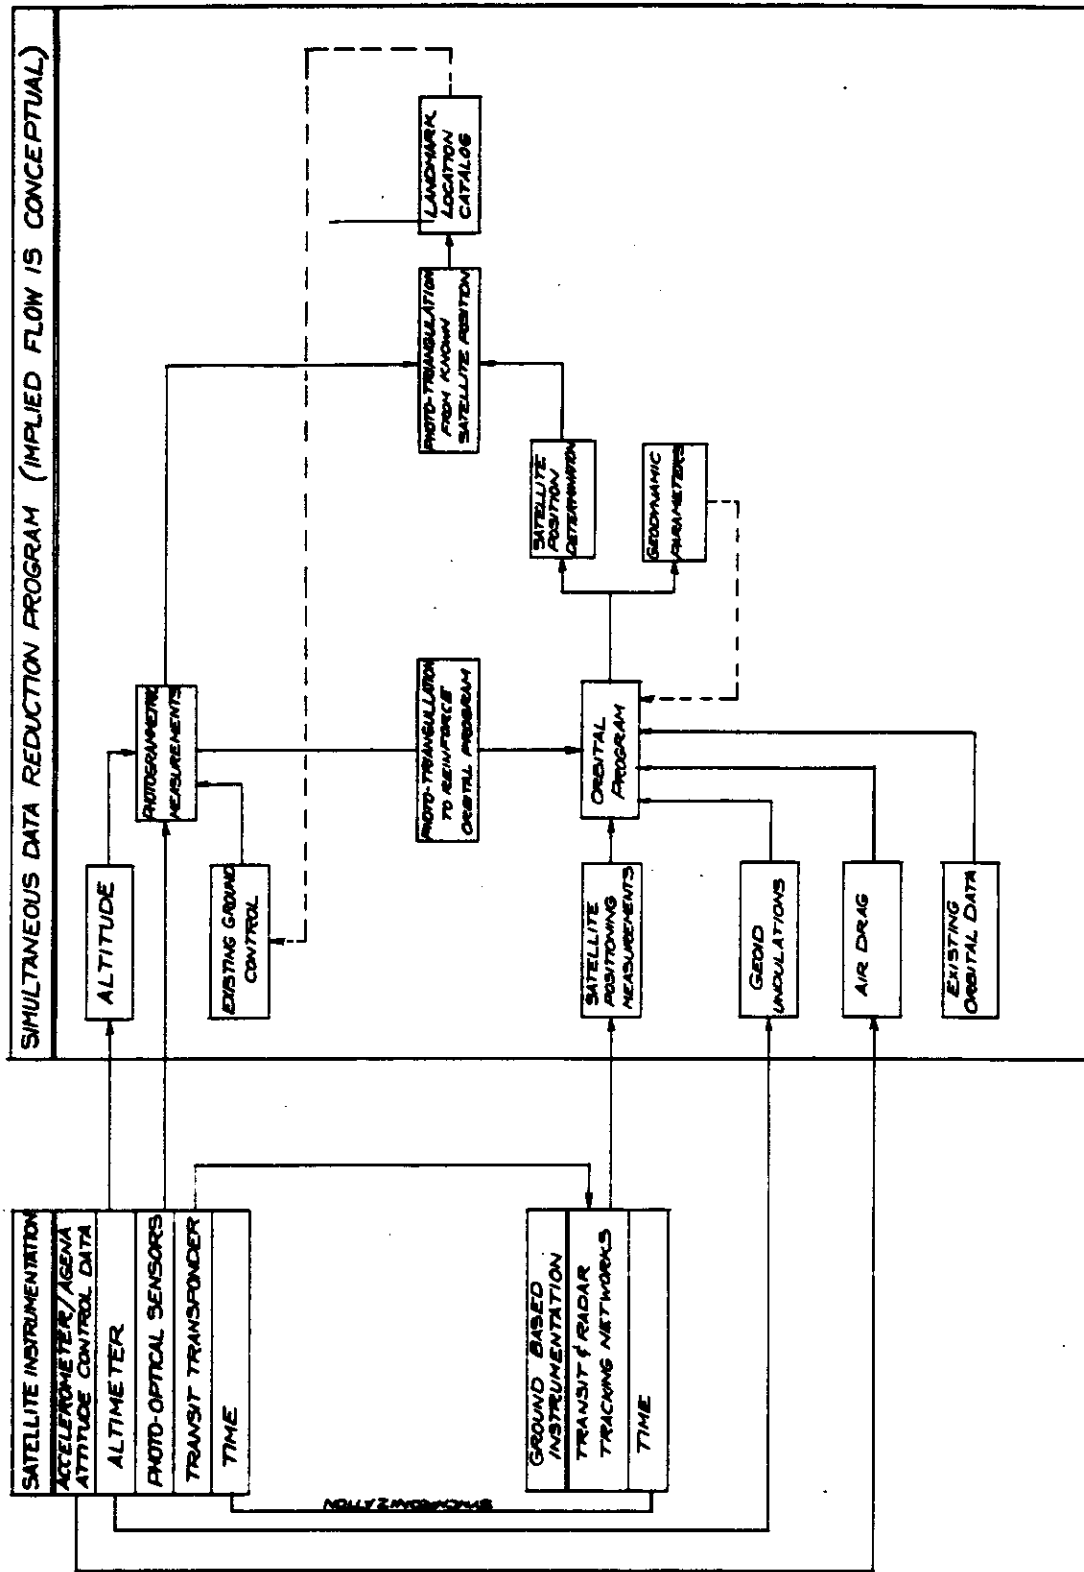 SIMULTANEOUS DATA REDUCTION PROGRAM (IMPLIED FLOW IS CONCEPTUAL)
SATELLITE INSTRUMENTATION
ACCELEROMETER/AGENA
ATTITUDE CONTROL DATA
ALTIMETER
PHOTO-OPTICAL SENSORS
TRANSIT TRANSPONDER
TIME
SYNCHRONIZATION
GROUND BASED
INSTRUMENTATION
TRANSIT & RADAR
TRACKING NETWORKS
TIME
ALTITUDE
EXISTING GROUND
CONTROL
SATELLITE
POSITIONING
MEASUREMENTS
GEOID
UNDULATIONS
AIR DRAG
EXISTING
ORBITAL DATA
PHOTOGRAMMETRIC
MEASUREMENTS
PHOTO-TRIANGULLATION
TO REINFORCE
ORBITAL PROGRAM
ORBITAL
PROGRAM
SATELLITE
POSITION
DETERMINATION
GEODYNAMIC
PARAMETERS
PHOTO-TRIANGULATION
FROM KNOWN
SATELLITE POSITION
LANDMARK
LOCATION
CATALOG